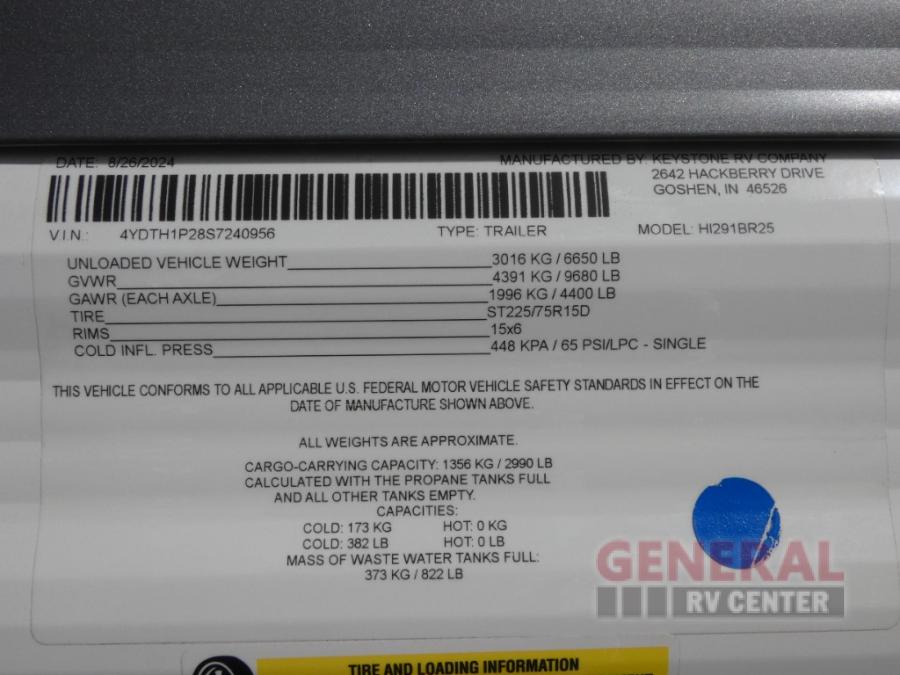 DATE: 8/26/2024 MANUFACTURED BY: KEYSTONE RV COMPANY
2642 HACKBERRY DRIVE
GOSHEN, IN 46526
V.I.N.: 4YDTH1P28S7240956 TYPE: TRAILER MODEL: HI291BR25
UNLOADED VEHICLE WEIGHT 3016 KG / 6650 LB
GVWR 4391 KG / 9680 LB
GAWR (EACH AXLE) 1996 KG / 4400 LB
TIRE ST225/75R15D
RIMS 15x6
COLD INFL. PRESS 448 KPA / 65 PSI/LPC - SINGLE
THIS VEHICLE CONFORMS TO ALL APPLICABLE U.S. FEDERAL MOTOR VEHICLE SAFETY STANDARDS IN EFFECT ON THE
DATE OF MANUFACTURE SHOWN ABOVE.
ALL WEIGHTS ARE APPROXIMATE.
CARGO-CARRYING CAPACITY: 1356 KG / 2990 LB
CALCULATED WITH THE PROPANE TANKS FULL
AND ALL OTHER TANKS EMPTY.
CAPACITIES:
COLD: 173 KG HOT: 0 KG
COLD: 382 LB HOT: 0 LB
MASS OF WASTE WATER TANKS FULL:
373 KG / 822 LB
GENERAL
RV CENTER
TIRE AND LOADING INFORMATION